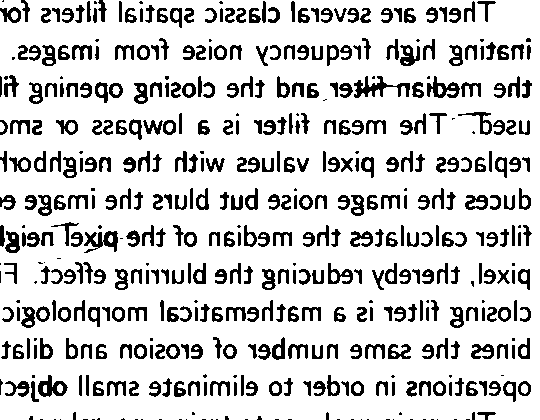 There are several classic spatial filters for
inating high frequency noise from images.
the median filter and the closing opening fil
used. The mean filter is a lowpass or smo
replaces the pixel values with the neighborh
duces the image noise but blurs the image e
filter calculates the median of the pixel neigh
pixel, thereby reducing the blurring effect. Fi
closing filter is a mathematical morphologic
bines the same number of erosion and dilat
operations in order to eliminate small object